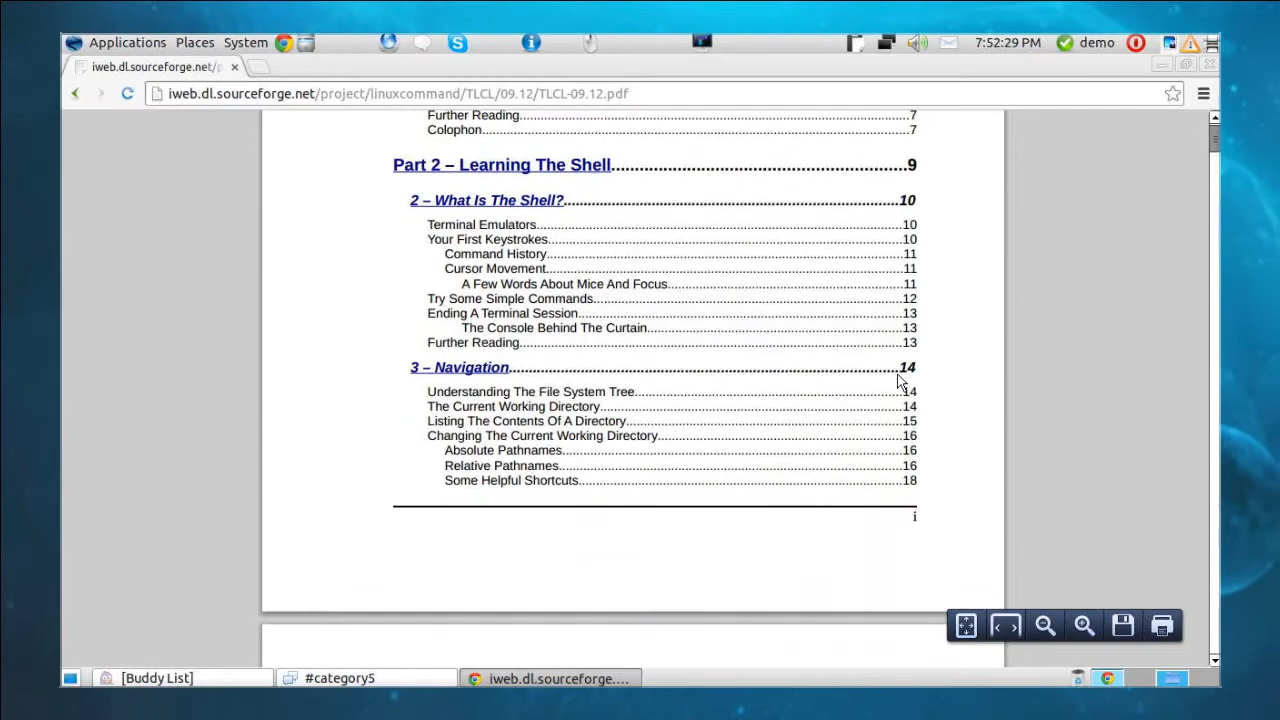 Applications Places System 7:52:29 PM demo
iweb.dl.sourceforge.net/p
iweb.dl.sourceforge.net/project/linuxcommand/TLCL/09.12/TLCL-09.12.pdf
Further Reading....................7
Colophon....................7
Part 2 – Learning The Shell....................9
2 – What Is The Shell?....................10
Terminal Emulators....................10
Your First Keystrokes....................10
Command History....................11
Cursor Movement....................11
A Few Words About Mice And Focus....................11
Try Some Simple Commands....................12
Ending A Terminal Session....................13
The Console Behind The Curtain....................13
Further Reading....................13
3 – Navigation....................14
Understanding The File System Tree....................14
The Current Working Directory....................14
Listing The Contents Of A Directory....................15
Changing The Current Working Directory....................16
Absolute Pathnames....................16
Relative Pathnames....................16
Some Helpful Shortcuts....................18
i
[Buddy List] #category5 iweb.dl.sourceforge....